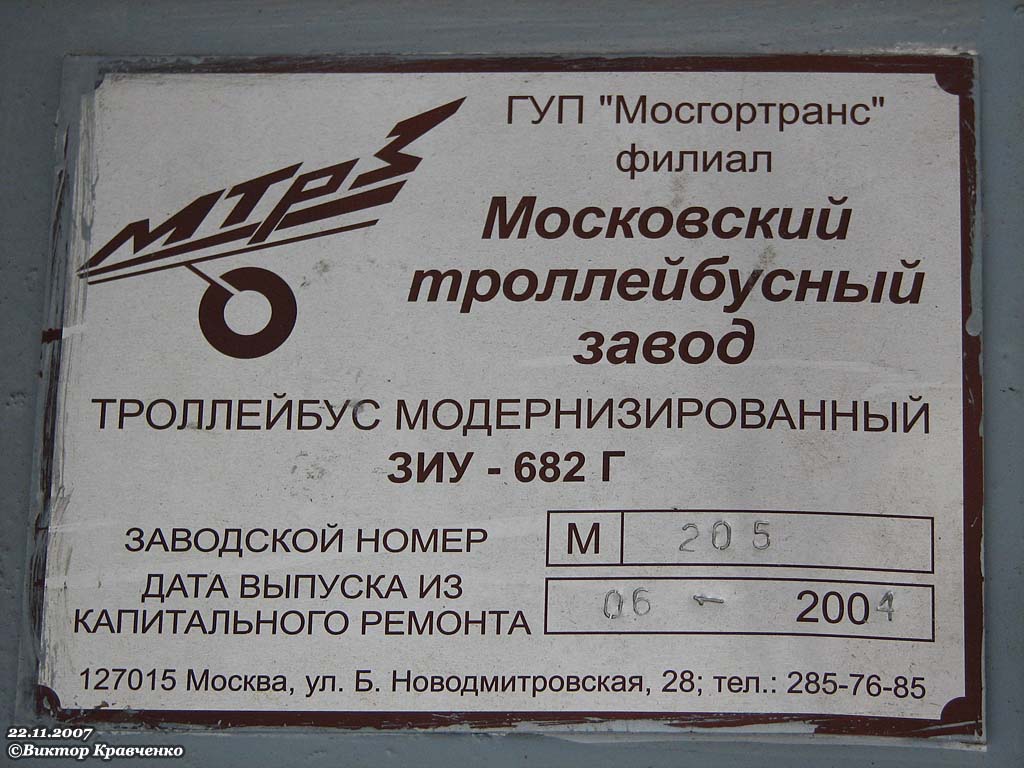 МТРЗ
ГУП "Мосгортранс"
филиал
Московский
троллейбусный
завод
ТРОЛЛЕЙБУС МОДЕРНИЗИРОВАННЫЙ
ЗИУ - 682 Г
ЗАВОДСКОЙ НОМЕР М 205
ДАТА ВЫПУСКА ИЗ
КАПИТАЛЬНОГО РЕМОНТА 06 - 2004
127015 Москва, ул. Б. Новодмитровская, 28; тел.: 285-76-85
22.11.2007
©Виктор Кравченко